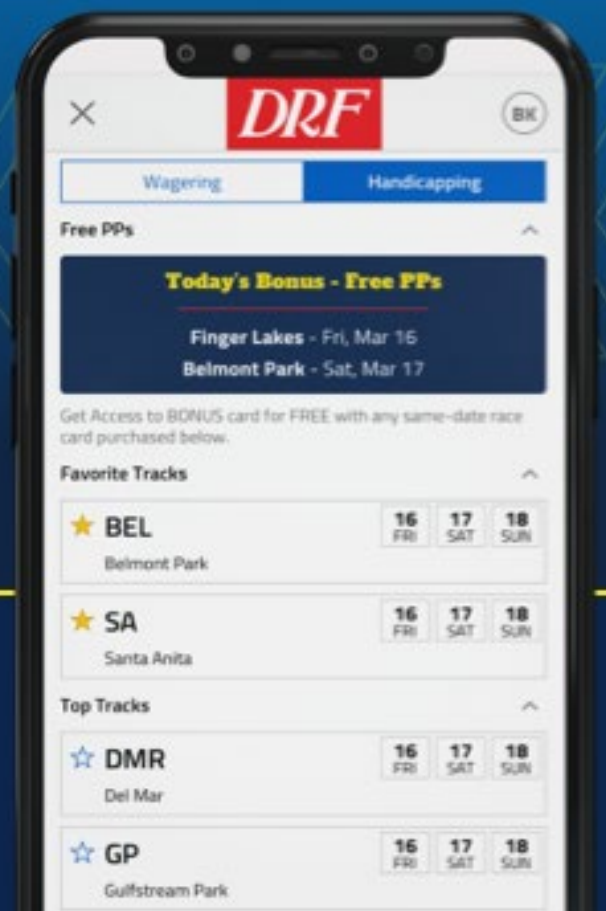 DRF
BK
Wagering Handicapping
Free PPs
Today's Bonus - Free PPs
Finger Lakes - Fri, Mar 16
Belmont Park - Sat, Mar 17
Get Access to BONUS card for FREE with any same-date race
card purchased below.
Favorite Tracks
BEL 16 17 18
FRI SAT SUN
Belmont Park
SA 16 17 18
FRI SAT SUN
Santa Anita
Top Tracks
DMR 16 17 18
FRI SAT SUN
Del Mar
GP 16 17 18
FRI SAT SUN
Gulfstream Park